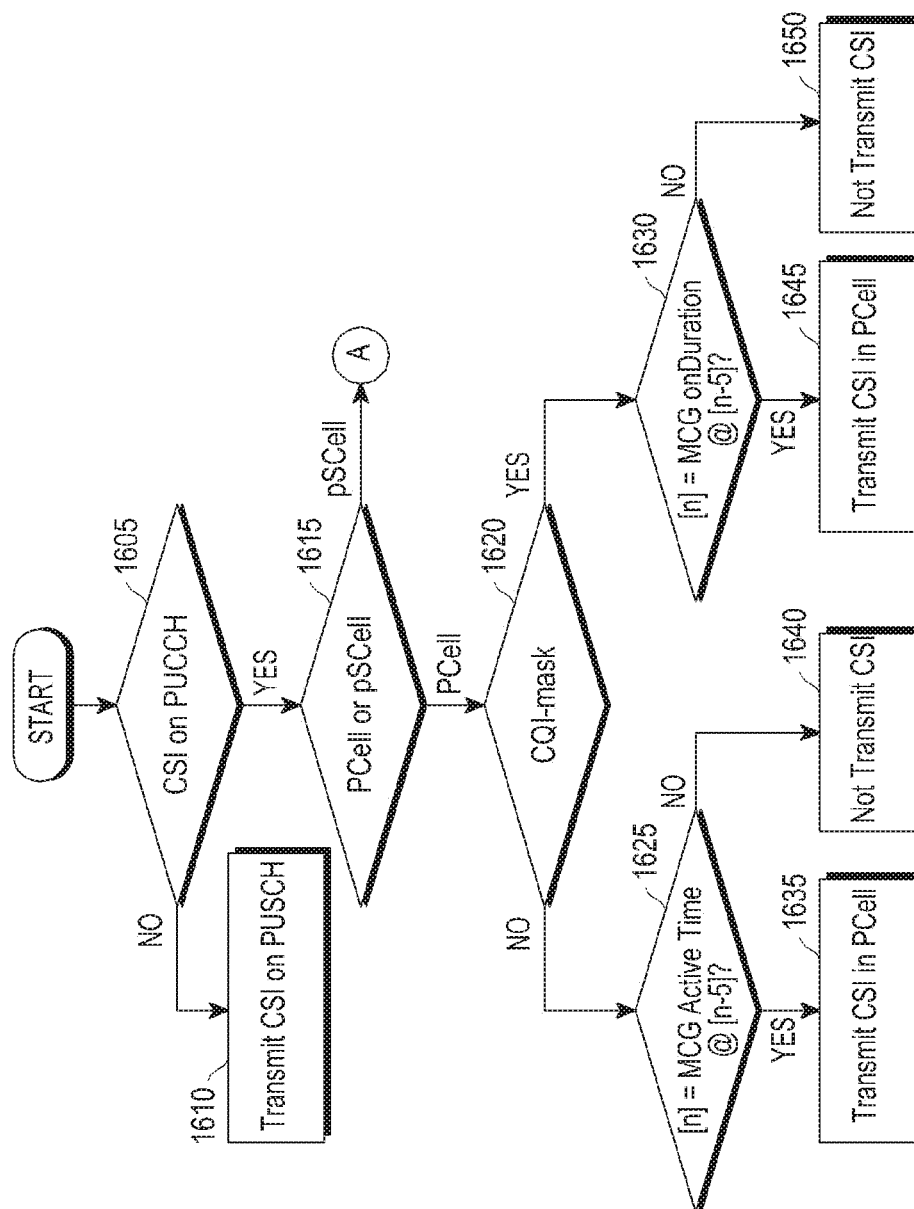 START
1605
CSI on PUCCH
NO
1610
Transmit CSI on PUSCH
YES
1615
PCell or pSCell
pSCell
A
PCell
1620
CQI-mask
NO
YES
1625
[n] = MCG Active Time
@ [n-5]?
NO
YES
1630
[n] = MCG onDuration
@ [n-5]?
NO
YES
1635
Transmit CSI in PCell
1640
Not Transmit CSI
1645
Transmit CSI in PCell
1650
Not Transmit CSI